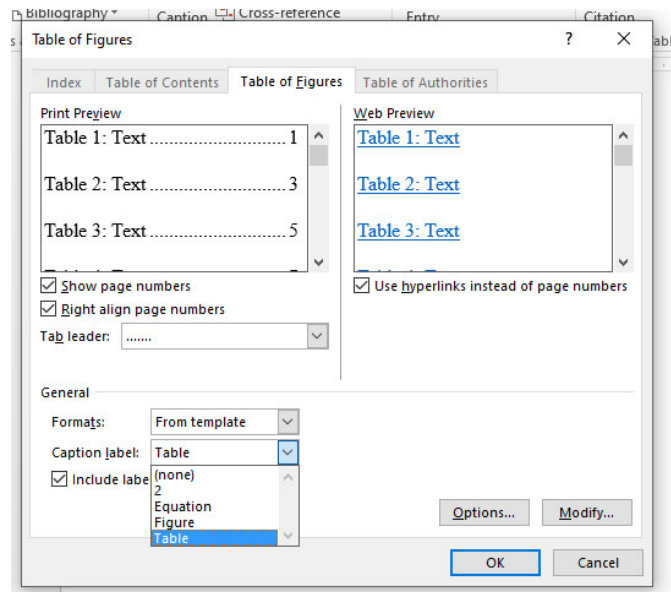 Bibliography
Caption
Cross-reference
Entry
Citation
Table of Figures
?
Index
Table of Contents
Table of Figures
Table of Authorities
Print Preview
Table 1: Text..............................1
Table 2: Text..............................3
Table 3: Text..............................5
Web Preview
Table 1: Text
Table 2: Text
Table 3: Text
Show page numbers
Right align page numbers
Tab leader: .......
Use hyperlinks instead of page numbers
General
Formats: From template
Caption label: Table
Include labe
(none)
2
Equation
Figure
Table
Options...
Modify...
OK
Cancel